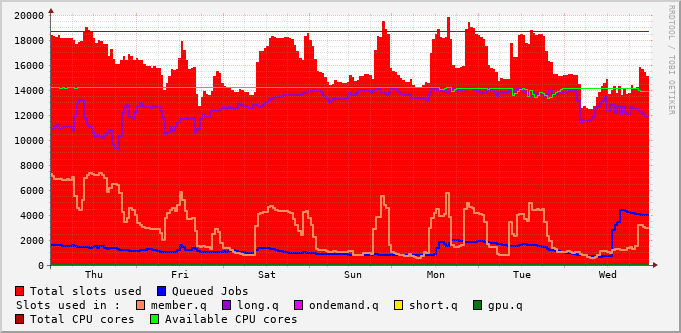 20000
18000
16000
14000
12000
10000
8000
6000
4000
2000
0
Thu Fri Sat Sun Mon Tue Wed
Total slots used Queued Jobs
Slots used in : member.q long.q ondemand.q short.q gpu.q
Total CPU cores Available CPU cores
RRDTOOL / TOBI OETIKER